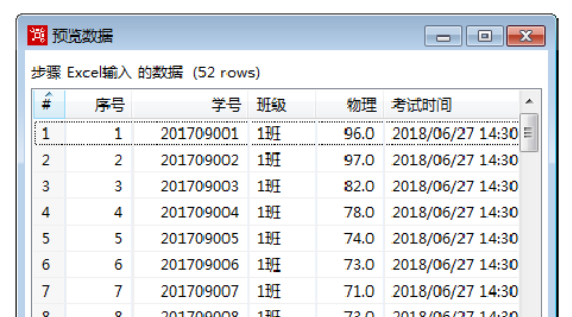 预览数据
步骤 Excel输入 的数据 (52 rows)
# 序号 学号 班级 物理 考试时间
1 1 201709001 1班 96.0 2018/06/27 14:30
2 2 201709002 1班 97.0 2018/06/27 14:30
3 3 201709003 1班 82.0 2018/06/27 14:30
4 4 201709004 1班 78.0 2018/06/27 14:30
5 5 201709005 1班 74.0 2018/06/27 14:30
6 6 201709006 1班 73.0 2018/06/27 14:30
7 7 201709007 1班 71.0 2018/06/27 14:30
8 8 201709008 1班 73.0 2018/06/27 14:30